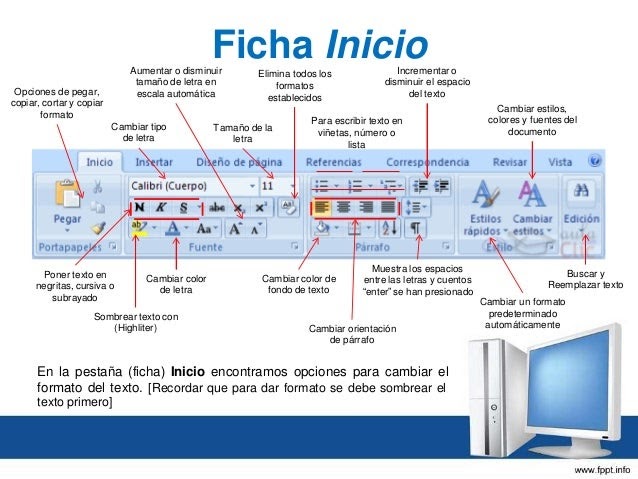 Ficha Inicio
Aumentar o disminuir
tamaño de letra en
escala automática
Elimina todos los
formatos
establecidos
Incrementar o
disminuir el espacio
del texto
Opciones de pegar,
copiar, cortar y copiar
formato
Cambiar tipo
de letra
Tamaño de la
letra
Para escribir texto en
viñetas, número o
lista
Cambiar estilos,
colores y fuentes del
documento
Inicio Insertar Diseño de página Referencias Correspondencia Revisar Vista
Calibri (Cuerpo) 11
N K S abc x₂ x²
ab Aa A A
Pegar
Estilos rápidos
Cambiar estilos
Edición
Portapapeles Fuente Párrafo Estilo
Poner texto en
negritas, cursiva o
subrayado
Cambiar color
de letra
Cambiar color de
fondo de texto
Muestra los espacios
entre las letras y cuentos
“enter” se han presionado
Buscar y
Reemplazar texto
Sombrear texto con
(Highliter)
Cambiar orientación
de párrafo
Cambiar un formato
predeterminado
automáticamente
En la pestaña (ficha) Inicio encontramos opciones para cambiar el
formato del texto. [Recordar que para dar formato se debe sombrear el
texto primero]
www.fppt.info